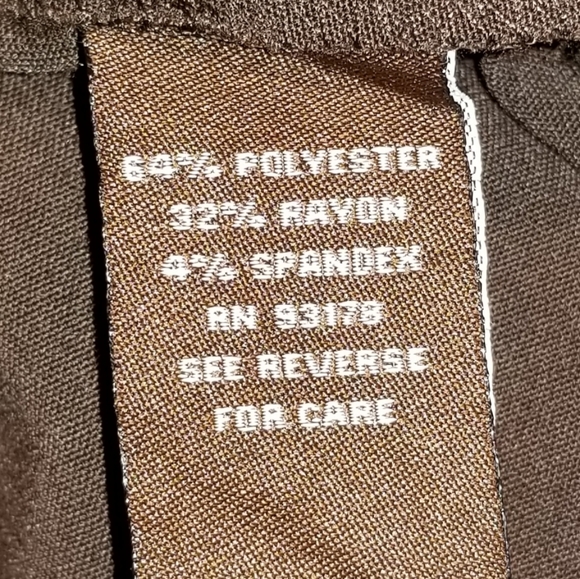 64% POLYESTER
32% RAYON
4% SPANDEX
RN 93178
SEE REVERSE
FOR CARE